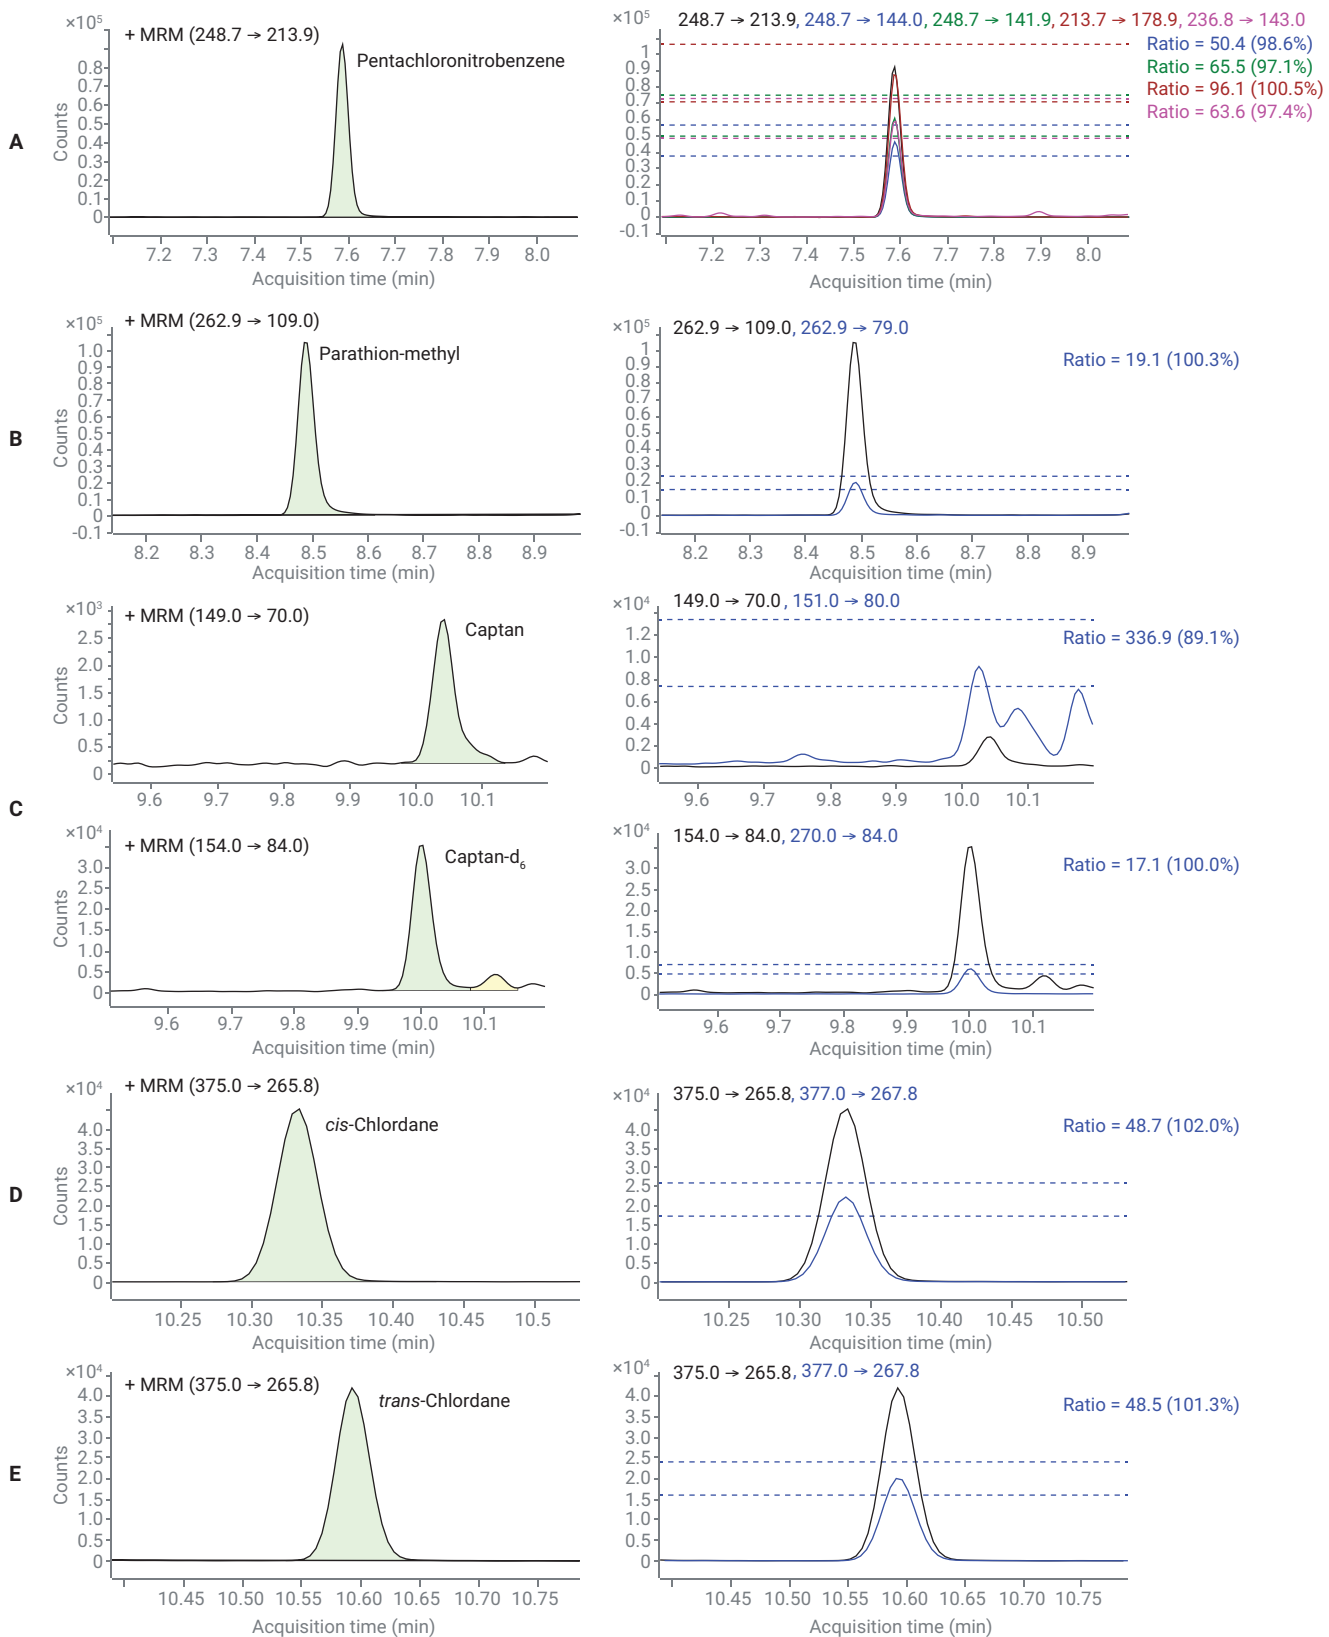 A
×10⁵
+ MRM (248.7 → 213.9)
Pentachloronitrobenzene
Counts
0.8
0.7
0.6
0.5
0.4
0.3
0.2
0.1
0
7.2 7.3 7.4 7.5 7.6 7.7 7.8 7.9 8.0
Acquisition time (min)
×10⁵
248.7 → 213.9, 248.7 → 144.0, 248.7 → 141.9, 213.7 → 178.9, 236.8 → 143.0
Ratio = 50.4 (98.6%)
Ratio = 65.5 (97.1%)
Ratio = 96.1 (100.5%)
Ratio = 63.6 (97.4%)
1
0.9
0.8
0.7
0.6
0.5
0.4
0.3
0.2
0.1
0
-0.1
7.2 7.3 7.4 7.5 7.6 7.7 7.8 7.9 8.0
Acquisition time (min)
B
×10⁵
+ MRM (262.9 → 109.0)
Parathion-methyl
Counts
1.0
0.9
0.8
0.7
0.6
0.5
0.4
0.3
0.2
0.1
0
-0.1
8.2 8.3 8.4 8.5 8.6 8.7 8.8 8.9
Acquisition time (min)
×10⁵
262.9 → 109.0, 262.9 → 79.0
Ratio = 19.1 (100.3%)
1
0.9
0.8
0.7
0.6
0.5
0.4
0.3
0.2
0.1
0
-0.1
8.2 8.3 8.4 8.5 8.6 8.7 8.8 8.9
Acquisition time (min)
C
×10³
+ MRM (149.0 → 70.0)
Captan
Counts
2.5
2.0
1.5
1.0
0.5
0
9.6 9.7 9.8 9.9 10.0 10.1
×10⁴
149.0 → 70.0, 151.0 → 80.0
Ratio = 336.9 (89.1%)
1.2
1.0
0.8
0.6
0.4
0.2
0
9.6 9.7 9.8 9.9 10.0 10.1
×10⁴
+ MRM (154.0 → 84.0)
Captan-d₆
Counts
3.0
2.5
2.0
1.5
1.0
0.5
0
9.6 9.7 9.8 9.9 10.0 10.1
Acquisition time (min)
×10⁴
154.0 → 84.0, 270.0 → 84.0
Ratio = 17.1 (100.0%)
3.0
2.5
2.0
1.5
1.0
0.5
0
9.6 9.7 9.8 9.9 10.0 10.1
Acquisition time (min)
D
×10⁴
+ MRM (375.0 → 265.8)
cis-Chlordane
Counts
4.0
3.5
3.0
2.5
2.0
1.5
1.0
0.5
0
10.25 10.30 10.35 10.40 10.45 10.5
Acquisition time (min)
×10⁴
375.0 → 265.8, 377.0 → 267.8
Ratio = 48.7 (102.0%)
4.0
3.5
3.0
2.5
2.0
1.5
1.0
0.5
0
10.25 10.30 10.35 10.40 10.45 10.50
Acquisition time (min)
E
×10⁴
+ MRM (375.0 → 265.8)
trans-Chlordane
Counts
4.0
3.5
3.0
2.5
2.0
1.5
1.0
0.5
0
10.45 10.50 10.55 10.60 10.65 10.70 10.75
Acquisition time (min)
×10⁴
375.0 → 265.8, 377.0 → 267.8
Ratio = 48.5 (101.3%)
4.0
3.5
3.0
2.5
2.0
1.5
1.0
0.5
0
10.45 10.50 10.55 10.60 10.65 10.70 10.75
Acquisition time (min)